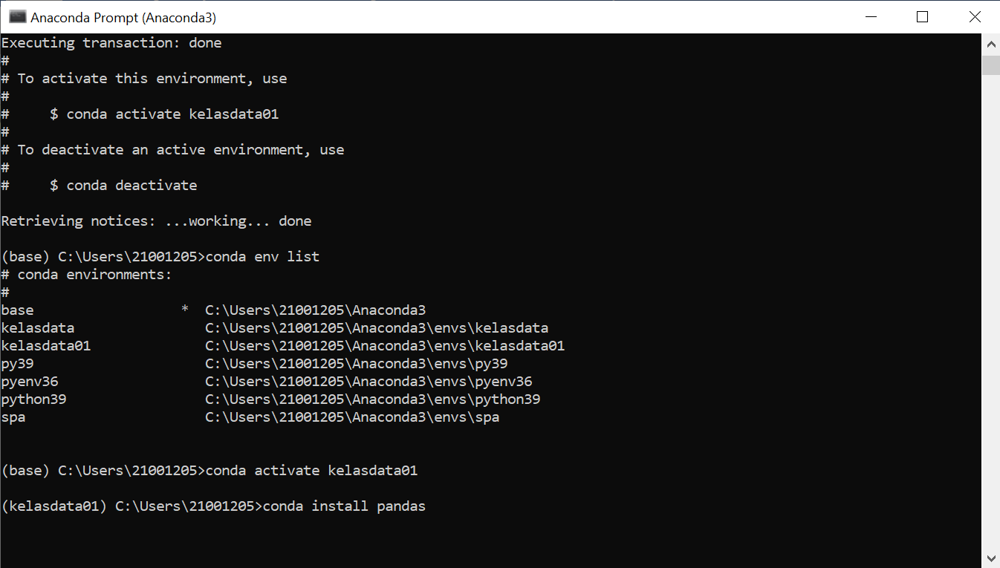 Anaconda Prompt (Anaconda3)
Executing transaction: done
#
# To activate this environment, use
#
#     $ conda activate kelasdata01
#
# To deactivate an active environment, use
#
#     $ conda deactivate
Retrieving notices: ...working... done
(base) C:\Users\21001205>conda env list
# conda environments:
#
base                  *  C:\Users\21001205\Anaconda3
kelasdata                C:\Users\21001205\Anaconda3\envs\kelasdata
kelasdata01              C:\Users\21001205\Anaconda3\envs\kelasdata01
py39                     C:\Users\21001205\Anaconda3\envs\py39
pyenv36                  C:\Users\21001205\Anaconda3\envs\pyenv36
python39                 C:\Users\21001205\Anaconda3\envs\python39
spa                      C:\Users\21001205\Anaconda3\envs\spa
(base) C:\Users\21001205>conda activate kelasdata01
(kelasdata01) C:\Users\21001205>conda install pandas